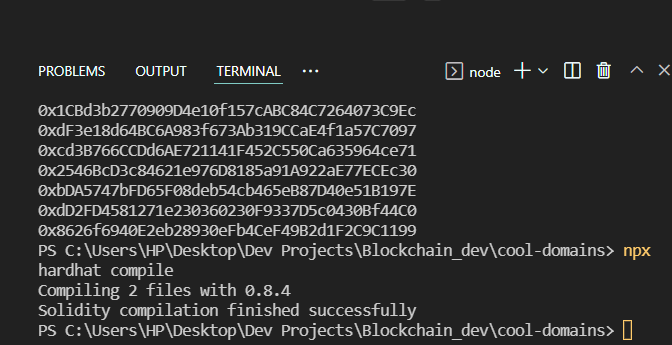 PROBLEMS OUTPUT TERMINAL ... node
0x1CBd3b2770909D4e10f157cABC84C7264073C9Ec
0xdF3e18d64BC6A983f673Ab319CCaE4f1a57C7097
0xcd3B766CCDd6AE721141F452C550Ca635964ce71
0x2546BcD3c84621e976D8185a91A922aE77ECEc30
0xbDA5747bFD65F08deb54cb465eB87D40e51B197E
0xdD2FD4581271e230360230F9337D5c0430Bf44C0
0x8626f6940E2eb28930eFb4CeF49B2d1F2C9C1199
PS C:\Users\HP\Desktop\Dev Projects\Blockchain_dev\cool-domains> npx
hardhat compile
Compiling 2 files with 0.8.4
Solidity compilation finished successfully
PS C:\Users\HP\Desktop\Dev Projects\Blockchain_dev\cool-domains>